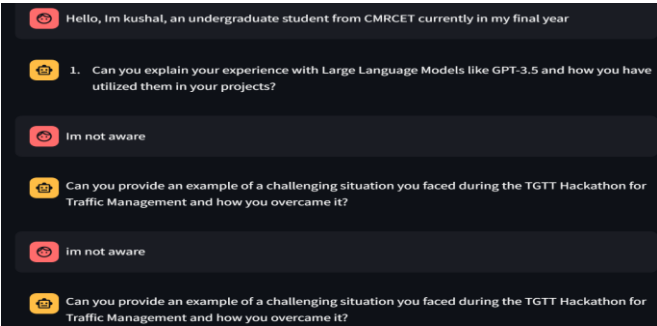 Hello, Im kushal, an undergraduate student from CMRCET currently in my final year
1. Can you explain your experience with Large Language Models like GPT-3.5 and how you have
utilized them in your projects?
Im not aware
Can you provide an example of a challenging situation you faced during the TGTT Hackathon for
Traffic Management and how you overcame it?
im not aware
Can you provide an example of a challenging situation you faced during the TGTT Hackathon for
Traffic Management and how you overcame it?